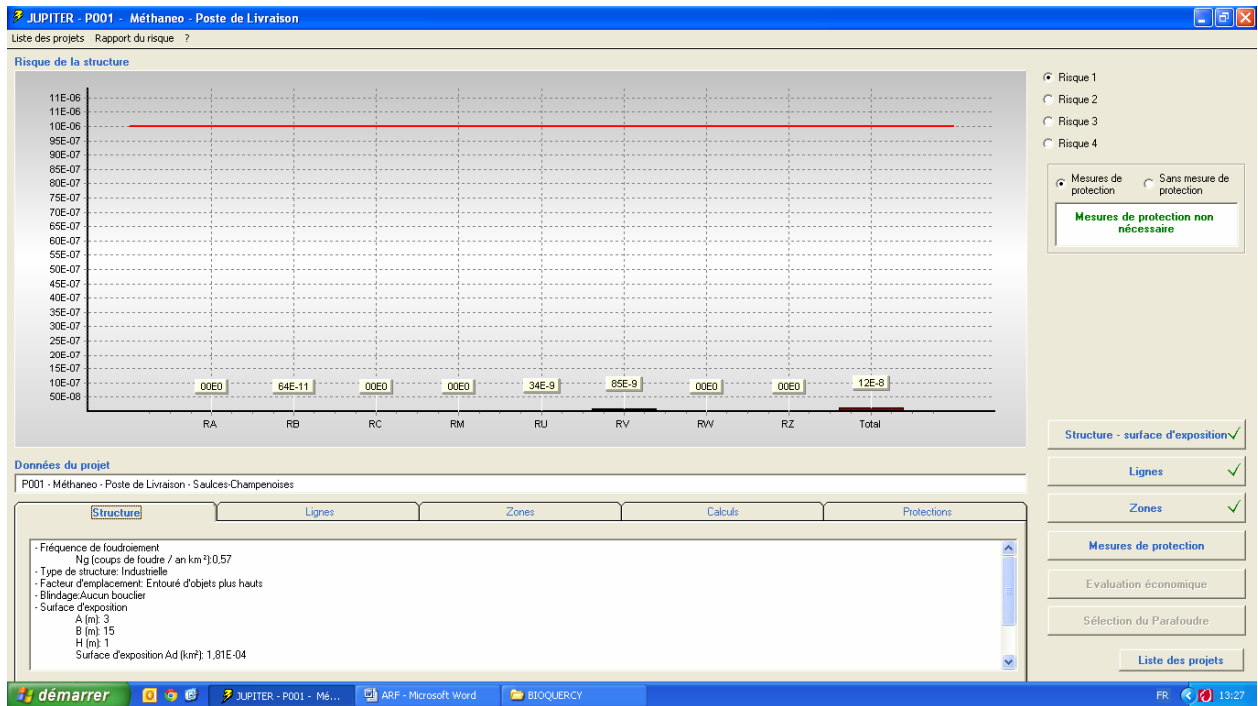 JUPITER - P001 - Méthaneo - Poste de Livraison
Liste des projets Rapport du risque ?
Risque de la structure
11E-06
11E-06
10E-06
95E-07
90E-07
85E-07
80E-07
75E-07
70E-07
65E-07
60E-07
55E-07
50E-07
45E-07
40E-07
35E-07
30E-07
25E-07
20E-07
15E-07
10E-07
50E-08
00E0 64E-11 00E0 00E0 34E-9 85E-9 00E0 00E0 12E-8
RA RB RC RM RU RV RW RZ Total
Risque 1
Risque 2
Risque 3
Risque 4
Mesures de protection
Sans mesure de protection
Mesures de protection non
nécessaire
Structure - surface d'exposition
Lignes
Zones
Mesures de protection
Evaluation économique
Sélection du Parafoudre
Liste des projets
Données du projet
P001 - Méthaneo - Poste de Livraison - Saulces-Champenoises
Structure Lignes Zones Calculs Protections
- Fréquence de foudroiement
Ng (coups de foudre / an km²):0,57
- Type de structure: Industrielle
- Facteur d'emplacement: Entouré d'objets plus hauts
- Blindage:Aucun bouclier
- Surface d'exposition
A (m): 3
B (m): 15
H (m): 1
Surface d'exposition Ad (km²): 1,81E-04
démarrer JUPITER - P001 - Mé... ARF - Microsoft Word BIOQUERCY FR 13:27